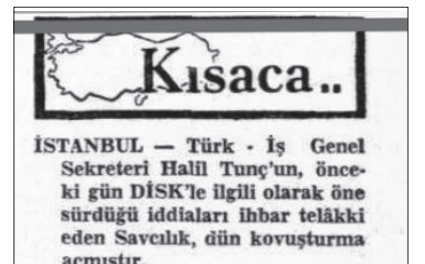 Kısaca..
İSTANBUL — Türk - İş Genel
Sekreteri Halil Tunç'un, önce-
ki gün DİSK'le ilgili olarak öne
sürdüğü iddiaları ihbar telâkki
eden Savcılık, dün kovuşturma
açmıştır.